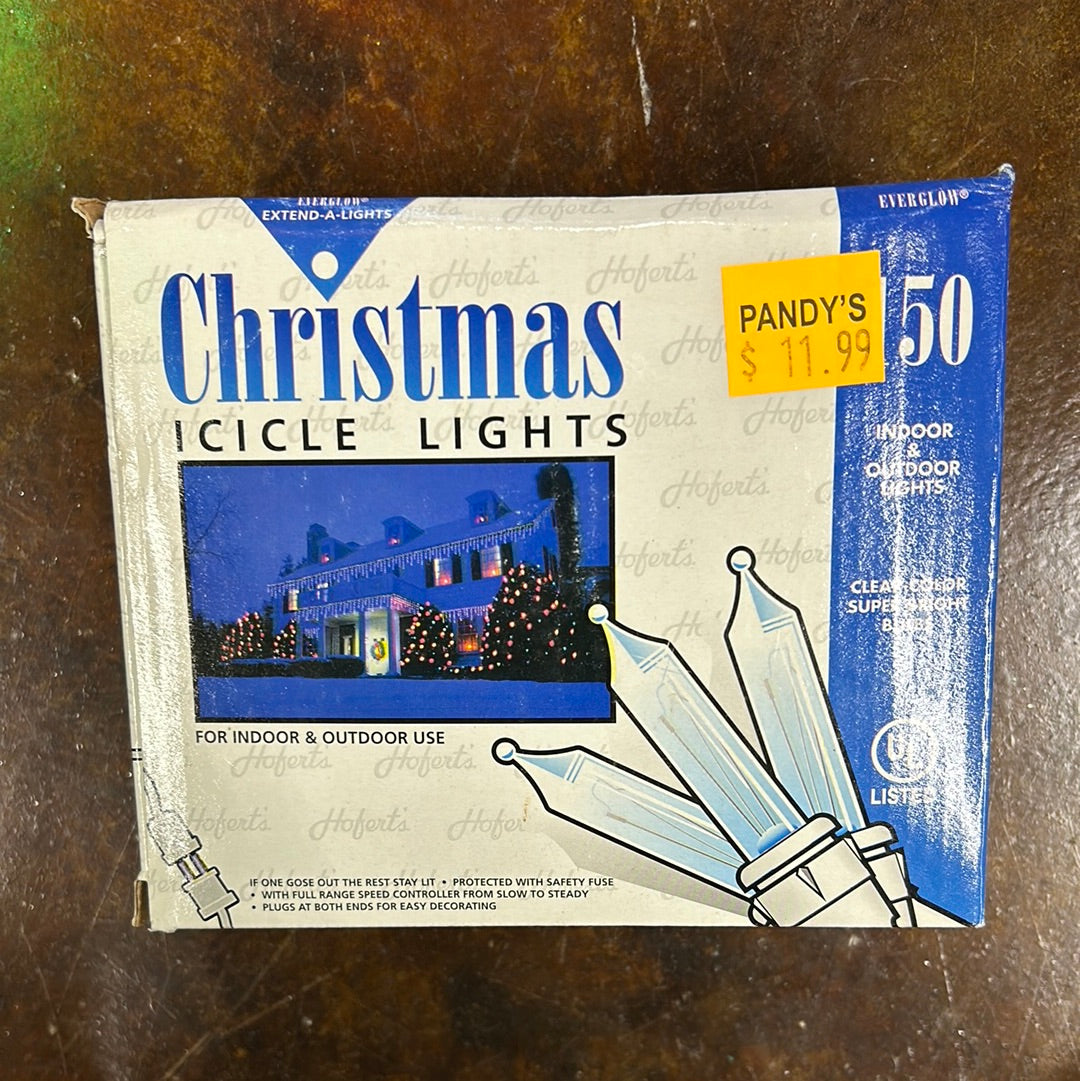 EVERGLOW®
EXTEND-A-LIGHTS
EVERGLOW®
Christmas
ICICLE LIGHTS
PANDY'S
$ 11.99
50
INDOOR
&
OUTDOOR
LIGHTS
CLEAR COLOR
SUPER BRIGHT
BULBS
FOR INDOOR & OUTDOOR USE
UL
LISTED
Hofert's
IF ONE GOSE OUT THE REST STAY LIT • PROTECTED WITH SAFETY FUSE
• WITH FULL RANGE SPEED CONTROLLER FROM SLOW TO STEADY
• PLUGS AT BOTH ENDS FOR EASY DECORATING